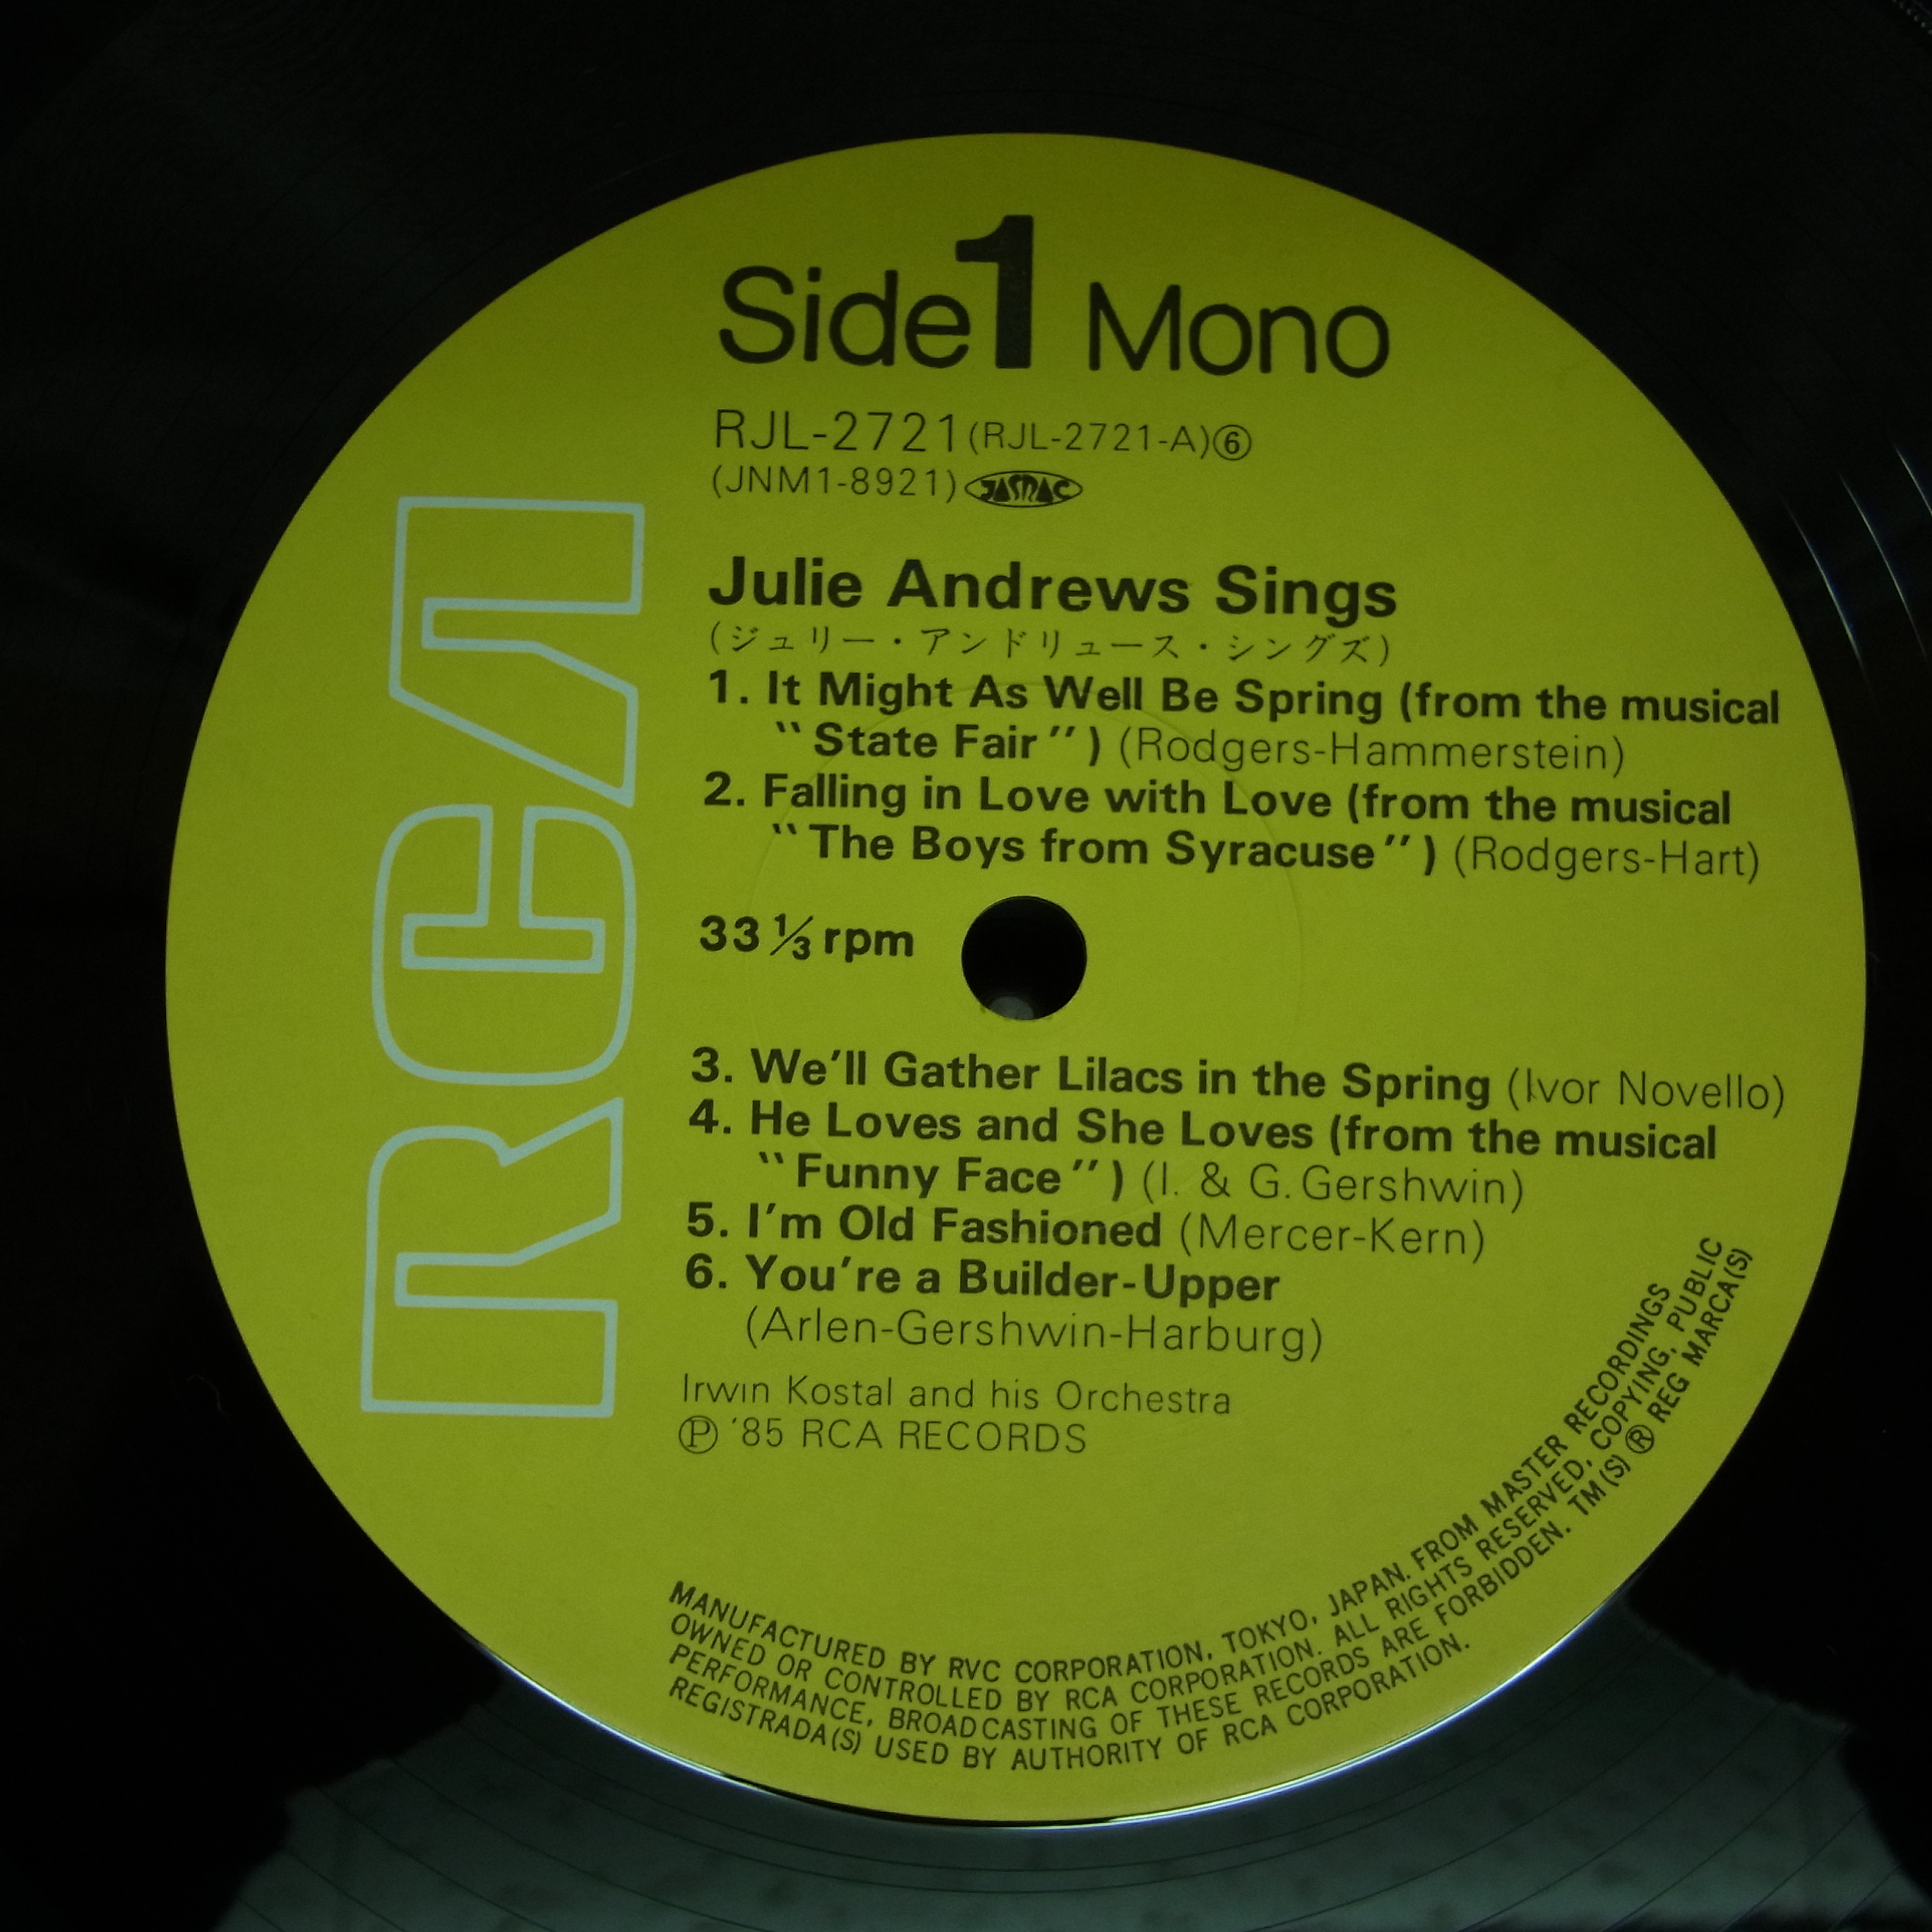 Side 1 Mono
RJL-2721 (RJL-2721-A)⑥
(JNM1-8921) JASRAC
RCA
Julie Andrews Sings
(ジュリー・アンドリュース・シングズ)
1. It Might As Well Be Spring (from the musical
"State Fair") (Rodgers-Hammerstein)
2. Falling in Love with Love (from the musical
"The Boys from Syracuse") (Rodgers-Hart)
33 1/3 rpm
3. We'll Gather Lilacs in the Spring (Ivor Novello)
4. He Loves and She Loves (from the musical
"Funny Face") (I. & G. Gershwin)
5. I'm Old Fashioned (Mercer-Kern)
6. You're a Builder-Upper
(Arlen-Gershwin-Harburg)
Irwin Kostal and his Orchestra
Ⓟ '85 RCA RECORDS
MANUFACTURED BY RVC CORPORATION, TOKYO, JAPAN. FROM MASTER RECORDINGS
OWNED OR CONTROLLED BY RCA CORPORATION. ALL RIGHTS RESERVED, COPYING, PUBLIC
PERFORMANCE, BROADCASTING OF THESE RECORDS ARE FORBIDDEN. TM(S) ® REG MARCA(S)
REGISTRADA(S) USED BY AUTHORITY OF RCA CORPORATION.